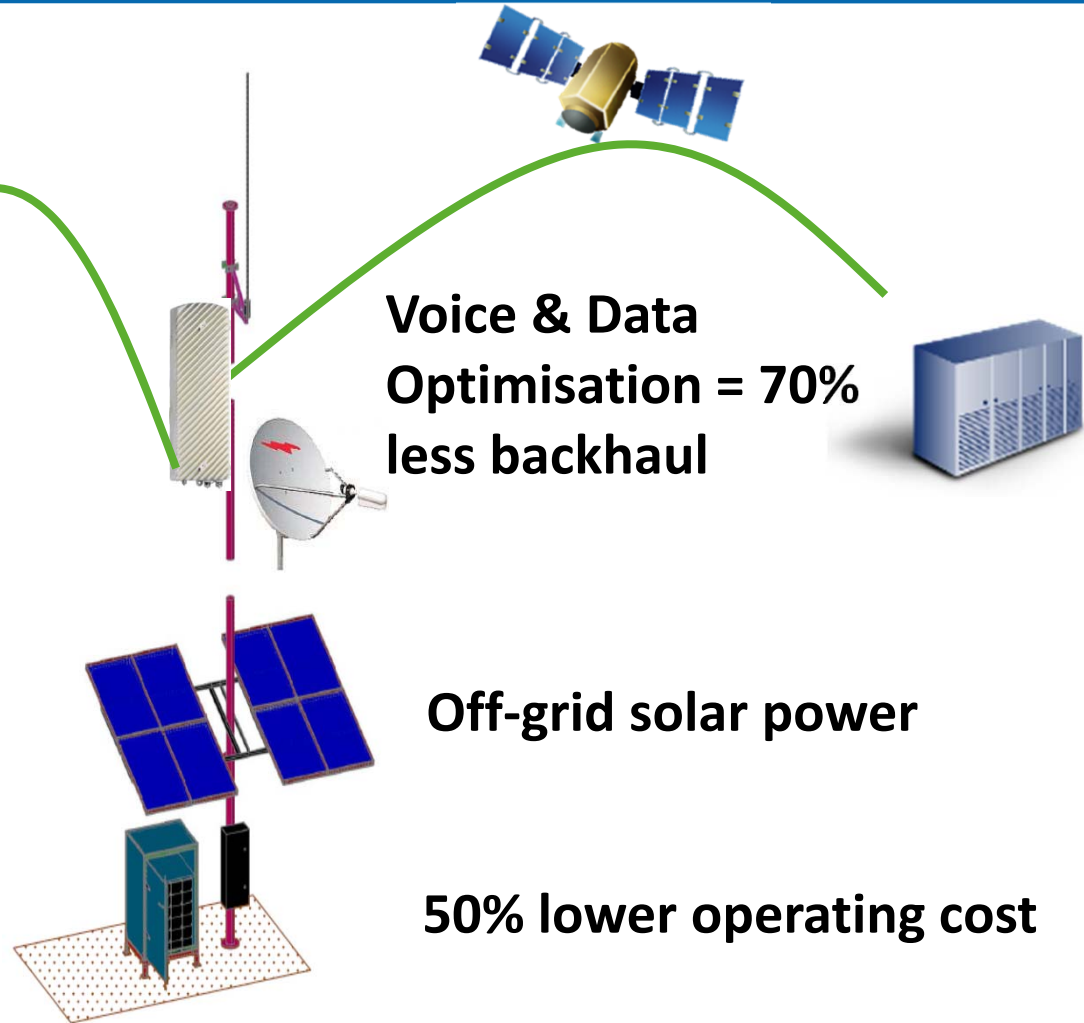 Voice & Data
Optimisation = 70%
less backhaul
Off-grid solar power
50% lower operating cost